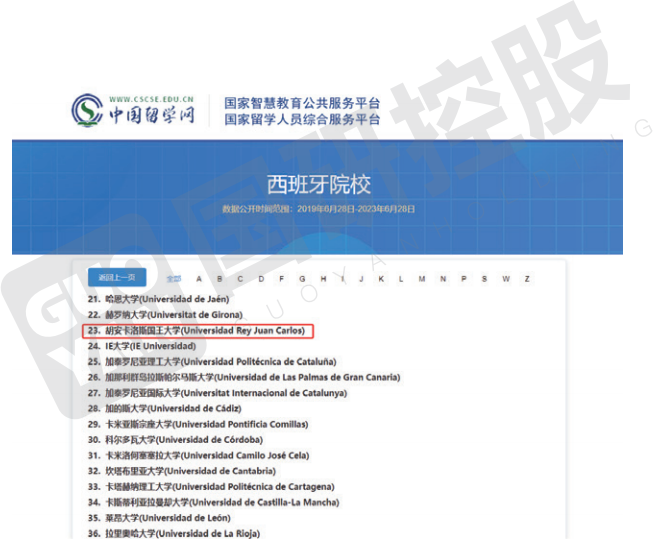 WWW.CSCSE.EDU.CN
中国留学网
国家智慧教育公共服务平台
国家留学人员综合服务平台
西班牙院校
数据公开时间范围：2019年6月28日-2023年6月28日
返回上一页 全部 A B C D F G H I J K L M N P S W Z
21. 哈恩大学(Universidad de Jaén)
22. 赫罗纳大学(Universitat de Girona)
23. 胡安卡洛斯国王大学(Universidad Rey Juan Carlos)
24. IE大学(IE Universidad)
25. 加泰罗尼亚理工大学(Universidad Politécnica de Cataluña)
26. 加那利群岛拉斯帕尔马斯大学(Universidad de Las Palmas de Gran Canaria)
27. 加泰罗尼亚国际大学(Universitat Internacional de Catalunya)
28. 加的斯大学(Universidad de Cádiz)
29. 卡米亚斯宗座大学(Universidad Pontificia Comillas)
30. 科尔多瓦大学(Universidad de Córdoba)
31. 卡米洛何塞塞拉大学(Universidad Camilo José Cela)
32. 坎塔布里亚大学(Universidad de Cantabria)
33. 卡塔赫纳理工大学(Universidad Politécnica de Cartagena)
34. 卡斯蒂利亚拉曼却大学(Universidad de Castilla-La Mancha)
35. 莱昂大学(Universidad de León)
36. 拉里奥哈大学(Universidad de La Rioja)
国研控股
GUO
YAN